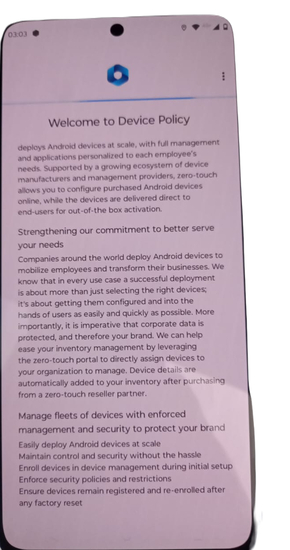 03:03
Welcome to Device Policy
deploys Android devices at scale, with full management
and applications personalized to each employee's
needs. Supported by a growing ecosystem of device
manufacturers and management providers, zero-touch
allows you to configure purchased Android devices
online, while the devices are delivered direct to
end-users for out-of-the box activation.
Strengthening our commitment to better serve
your needs
Companies around the world deploy Android devices to
mobilize employees and transform their businesses. We
know that in every use case a successful deployment
is about more than just selecting the right devices;
it's about getting them configured and into the
hands of users as easily and quickly as possible. More
importantly, it is imperative that corporate data is
protected, and therefore your brand. We can help
ease your inventory management by leveraging
the zero-touch portal to directly assign devices to
your organization to manage. Device details are
automatically added to your inventory after purchasing
from a zero-touch reseller partner.
Manage fleets of devices with enforced
management and security to protect your brand
Easily deploy Android devices at scale
Maintain control and security without the hassle
Enroll devices in device management during initial setup
Enforce security policies and restrictions
Ensure devices remain registered and re-enrolled after
any factory reset